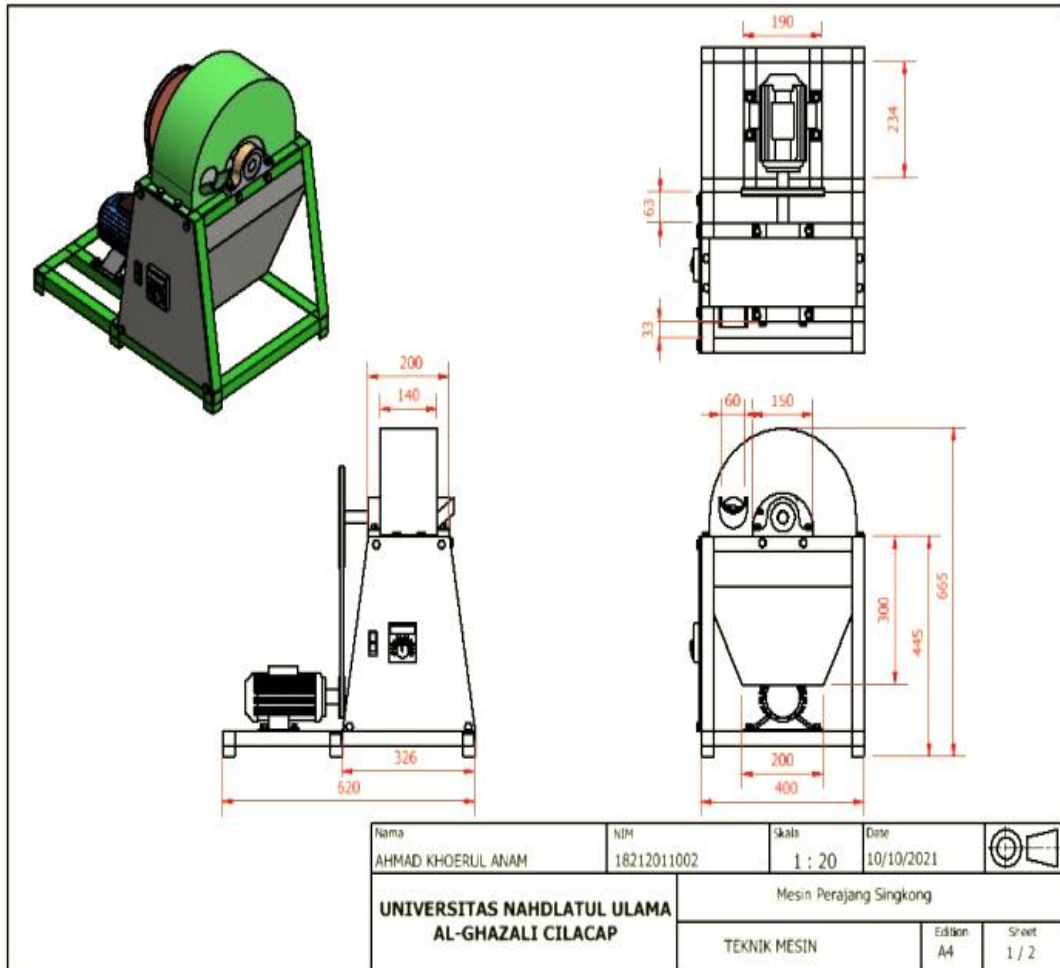 190
234
63
33
200
140
326
620
60
150
300
445
665
200
400
Nama
AHMAD KHOERUL ANAM
NIM
18212011002
Skala
1 : 20
Date
10/10/2021
UNIVERSITAS NAHDLATUL ULAMA
AL-GHAZALI CILACAP
Mesin Perajang Singkong
TEKNIK MESIN
Edition
A4
Sheet
1 / 2